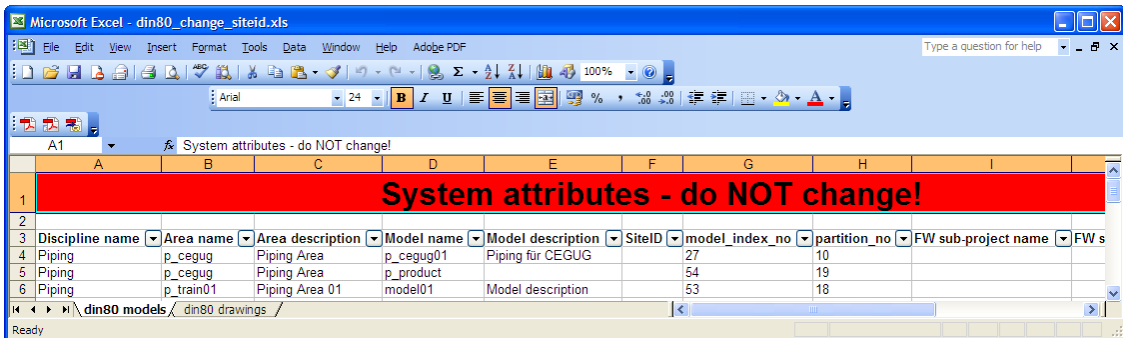 Microsoft Excel - din80_change_siteid.xls
File Edit View Insert Format Tools Data Window Help Adobe PDF Type a question for help
100%
Arial 24 B I U
A1 fx System attributes - do NOT change!
A B C D E F G H I
1 System attributes - do NOT change!
2
3 Discipline name Area name Area description Model name Model description SiteID model_index_no partition_no FW sub-project name FW s
4 Piping p_cegug Piping Area p_cegug01 Piping für CEGUG 27 10
5 Piping p_cegug Piping Area p_product 54 19
6 Piping p_train01 Piping Area 01 model01 Model description 53 18
din80 models din80 drawings
Ready